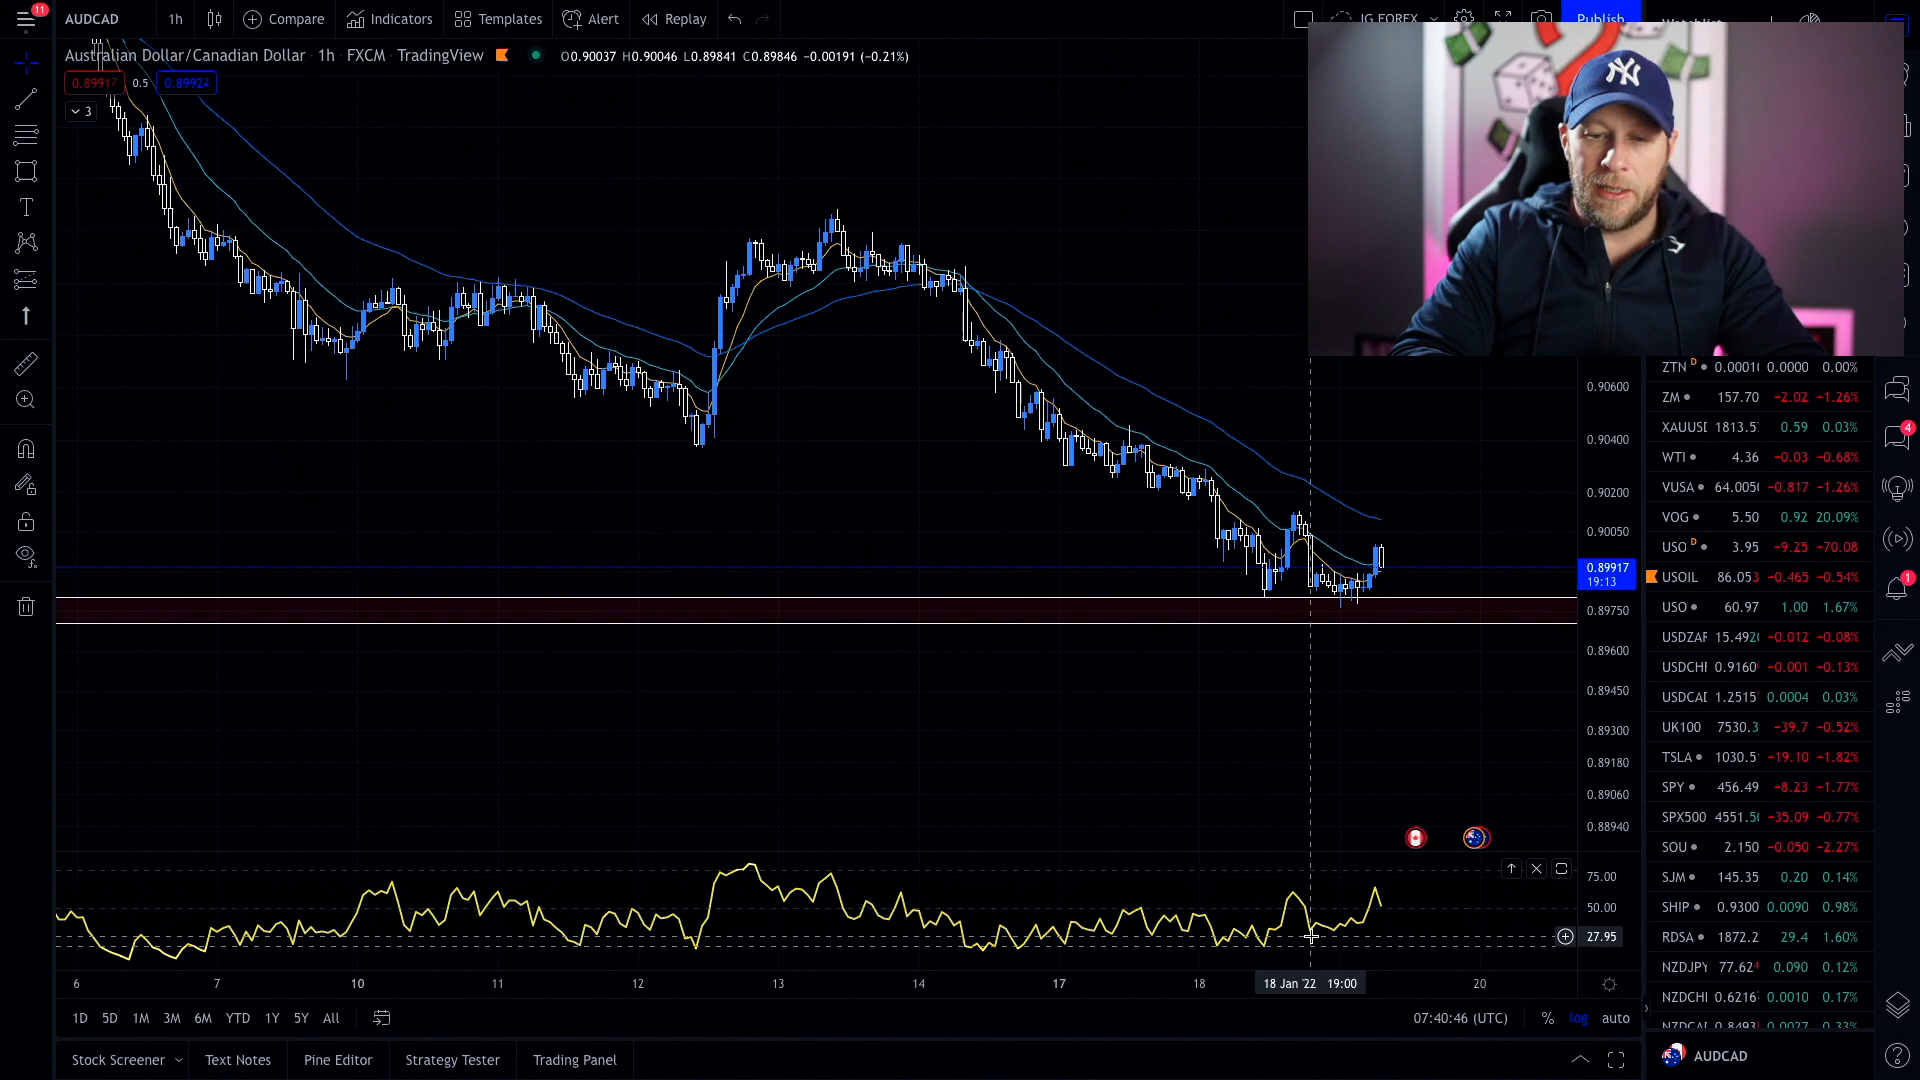 11
AUDCAD 1h Compare Indicators Templates Alert Replay IG FOREX Publish
Australian Dollar/Canadian Dollar · 1h · FXCM · TradingView O0.90037 H0.90046 L0.89841 C0.89846 −0.00191 (−0.21%)
0.89917 0.5 0.89922
3
NY
0.90600
0.90400
0.90200
0.90050
0.89917
19:13
0.89750
0.89600
0.89450
0.89300
0.89180
0.89060
0.88940
75.00
50.00
27.95
6 7 10 11 12 13 14 17 18 18 Jan '22 19:00 20
1D 5D 1M 3M 6M YTD 1Y 5Y All 07:40:46 (UTC) % log auto
Stock Screener Text Notes Pine Editor Strategy Tester Trading Panel
ZTN D 0.0001 0.0000 0.00%
ZM 157.70 −2.02 −1.26%
XAUUSD 1813.5 0.59 0.03%
WTI 4.36 −0.03 −0.68%
VUSA 64.005 −0.817 −1.26%
VOG 5.50 0.92 20.09%
USO D 3.95 −9.25 −70.08
USOIL 86.053 −0.465 −0.54%
USO 60.97 1.00 1.67%
USDZAR 15.492 −0.012 −0.08%
USDCHF 0.9160 −0.001 −0.13%
USDCAD 1.2515 0.0004 0.03%
UK100 7530.3 −39.7 −0.52%
TSLA 1030.5 −19.10 −1.82%
SPY 456.49 −8.23 −1.77%
SPX500 4551.50 −35.09 −0.77%
SOU 2.150 −0.050 −2.27%
SJM 145.35 0.20 0.14%
SHIP 0.9300 0.0090 0.98%
RDSA 1872.2 29.4 1.60%
NZDJPY 77.624 0.090 0.12%
NZDCHF 0.6216 0.0010 0.17%
AUDCAD
4
1